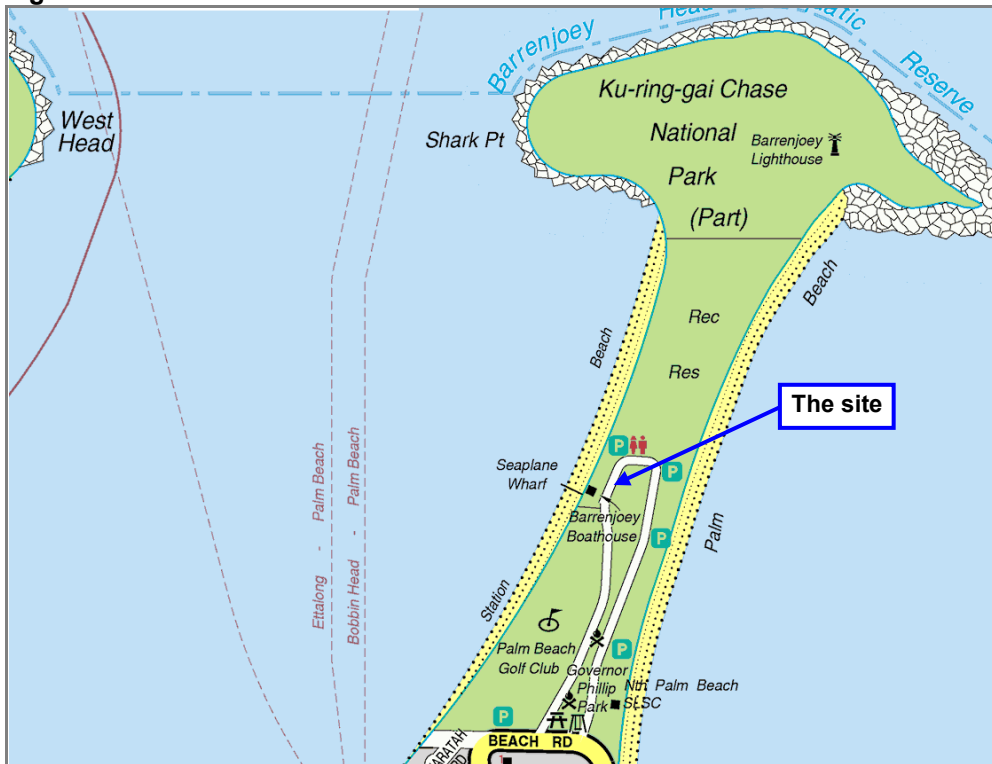 Barrenjoey
Head
Aquatic
Reserve
Ku-ring-gai Chase
National
Park
(Part)
Barrenjoey
Lighthouse
West
Head
Shark Pt
Beach
Beach
Rec
Res
The site
P
P
Seaplane
Wharf
Barrenjoey
Boathouse
P
Palm
Ettalong - Palm Beach
Bobbin Head - Palm Beach
Station
Palm Beach
Golf Club
P
Governor
Phillip
Park
Nth Palm Beach
SLSC
P
BEACH RD
RD